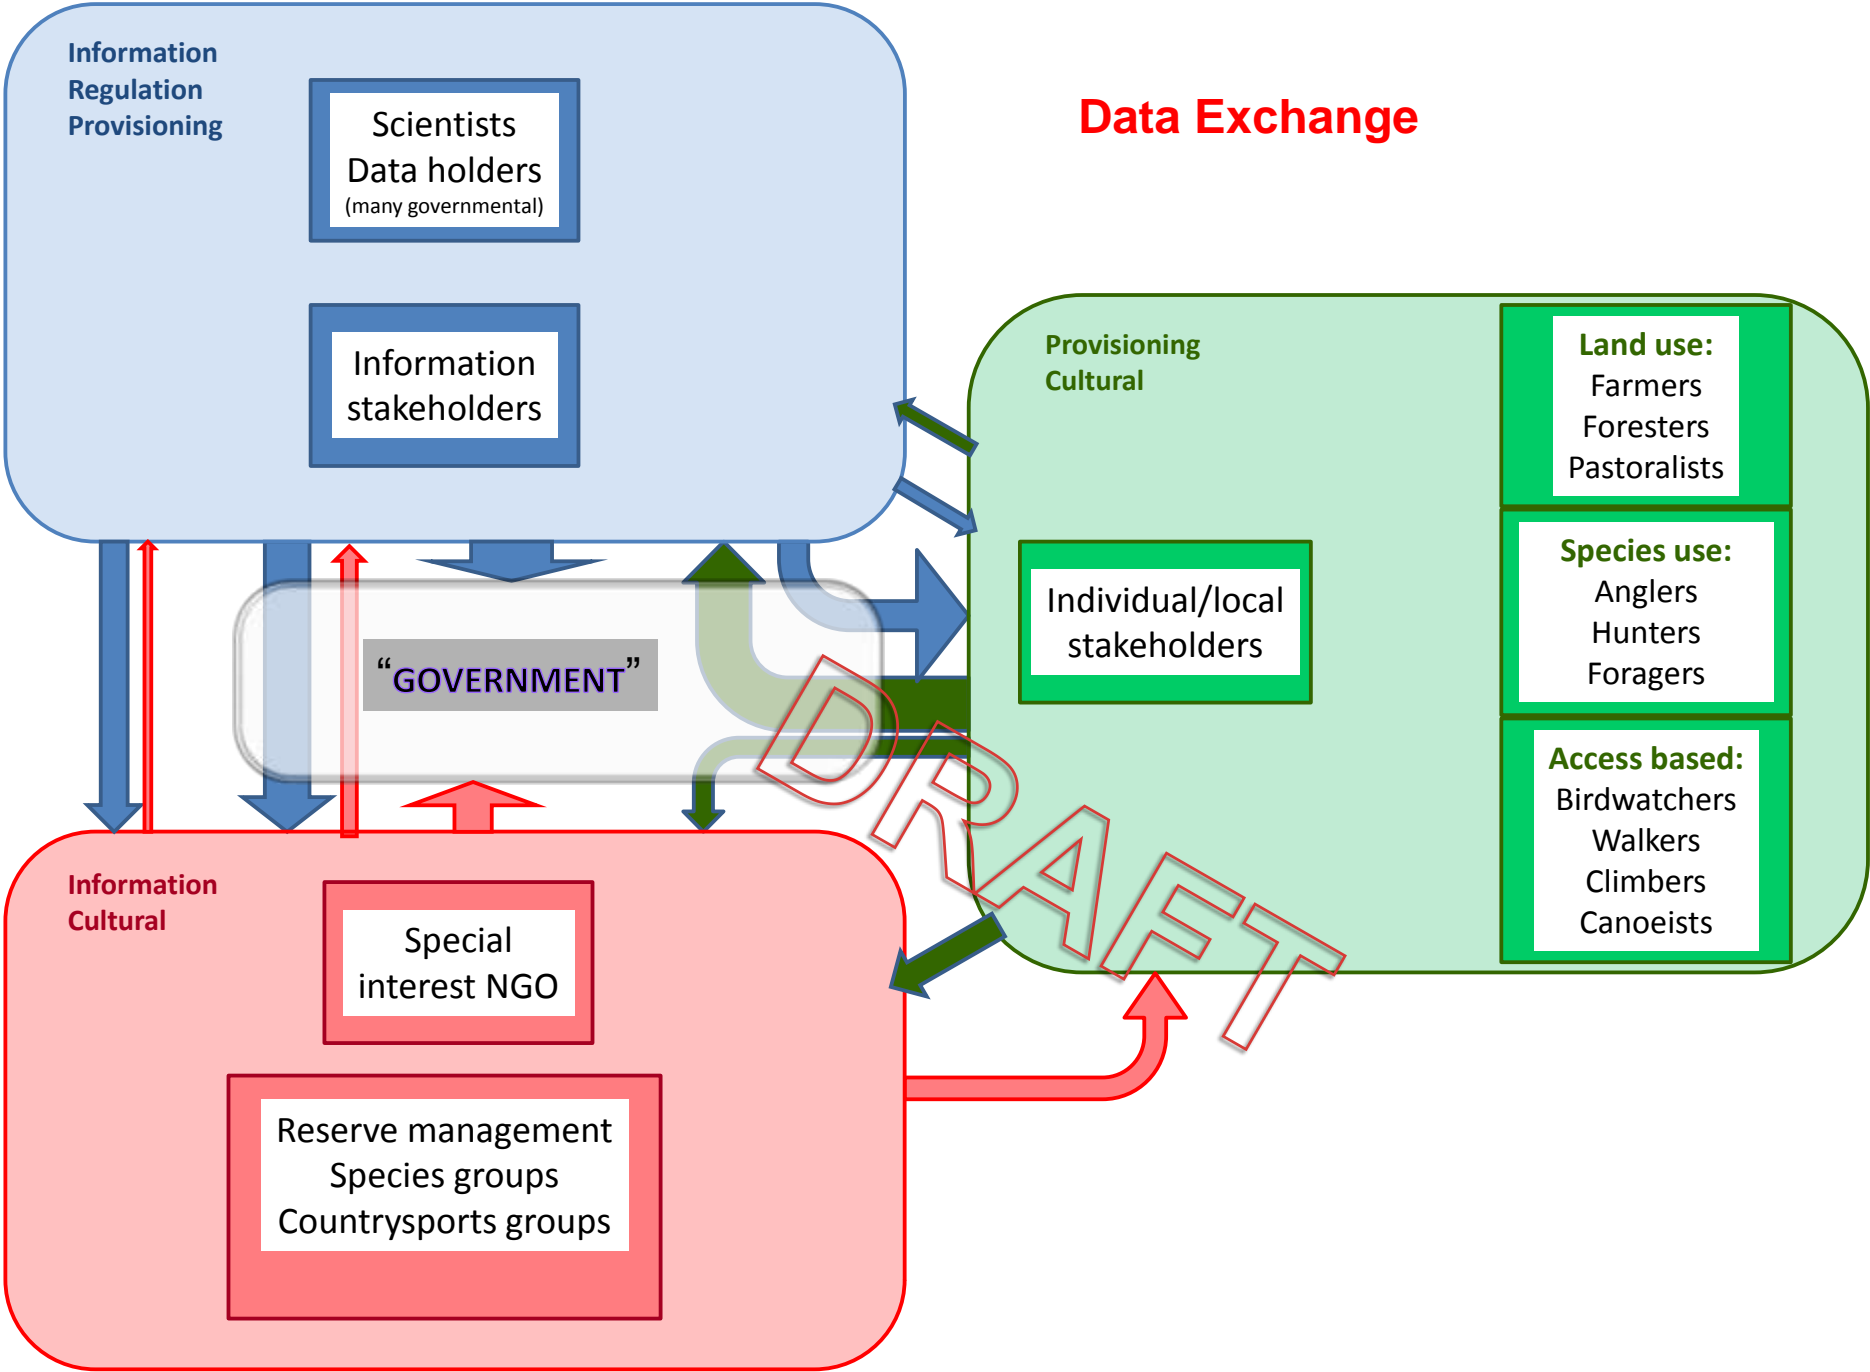 Information
Regulation
Provisioning
Scientists
Data holders
(many governmental)
Information
stakeholders
Data Exchange
Provisioning
Cultural
Individual/local
stakeholders
Land use:
Farmers
Foresters
Pastoralists
Species use:
Anglers
Hunters
Foragers
Access based:
Birdwatchers
Walkers
Climbers
Canoeists
“GOVERNMENT”
DRAFT
Information
Cultural
Special
interest NGO
Reserve management
Species groups
Countrysports groups